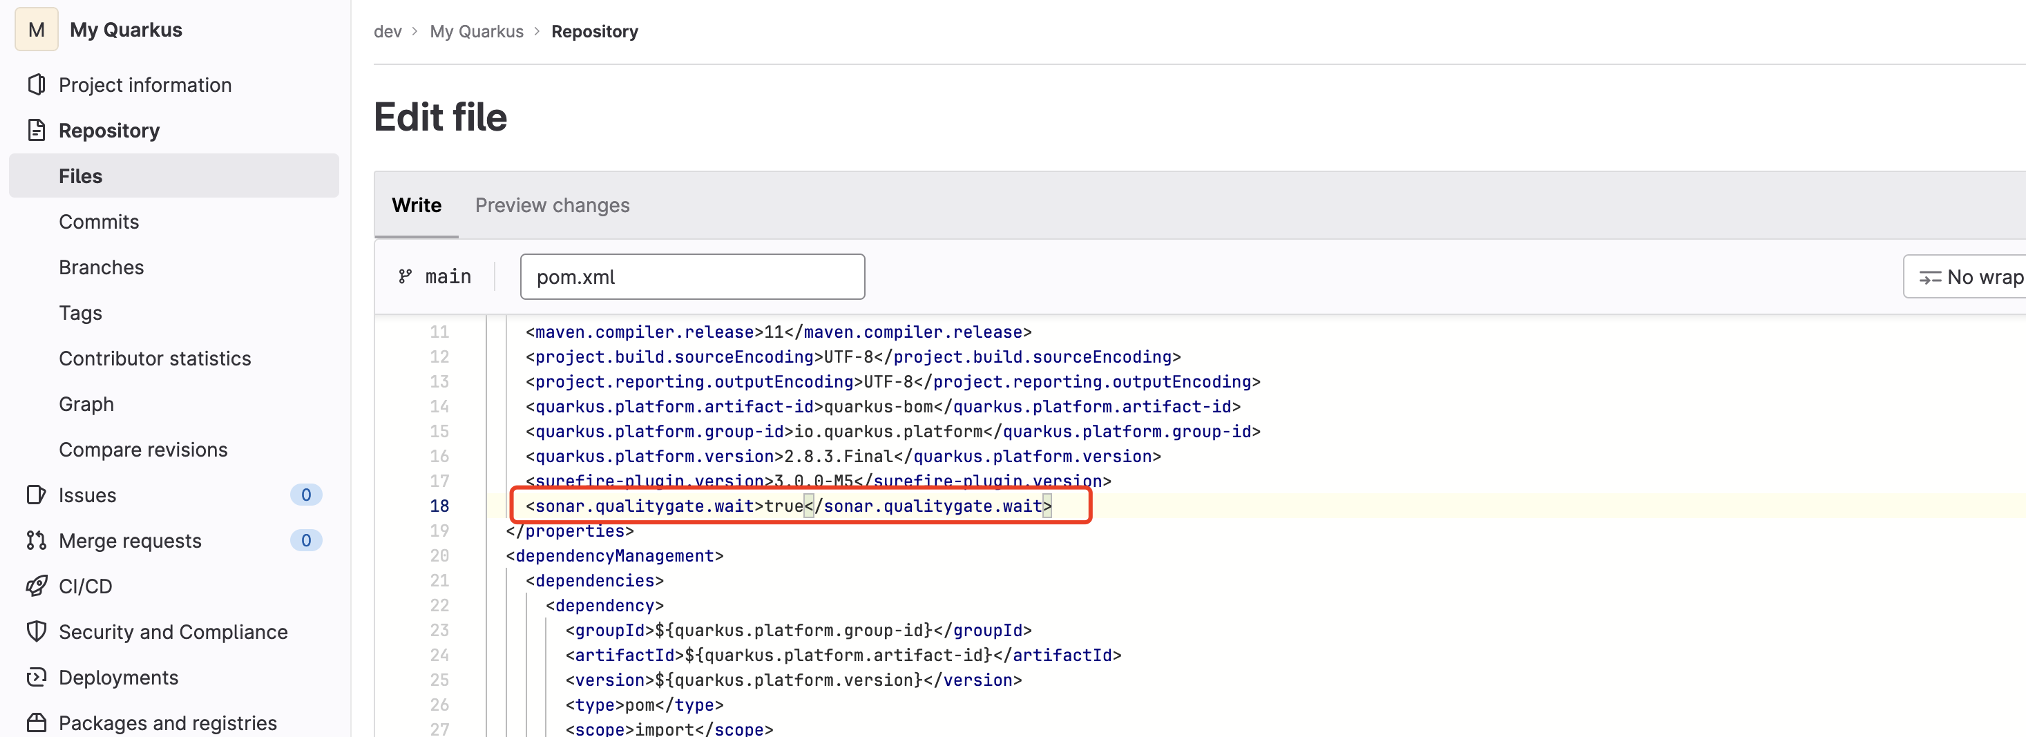 M My Quarkus
Project information
Repository
Files
Commits
Branches
Tags
Contributor statistics
Graph
Compare revisions
Issues 0
Merge requests 0
CI/CD
Security and Compliance
Deployments
Packages and registries
dev > My Quarkus > Repository
Edit file
Write Preview changes
main pom.xml No wrap
11 <maven.compiler.release>11</maven.compiler.release>
12 <project.build.sourceEncoding>UTF-8</project.build.sourceEncoding>
13 <project.reporting.outputEncoding>UTF-8</project.reporting.outputEncoding>
14 <quarkus.platform.artifact-id>quarkus-bom</quarkus.platform.artifact-id>
15 <quarkus.platform.group-id>io.quarkus.platform</quarkus.platform.group-id>
16 <quarkus.platform.version>2.8.3.Final</quarkus.platform.version>
17 <surefire-plugin.version>3.0.0-M5</surefire-plugin.version>
18 <sonar.qualitygate.wait>true</sonar.qualitygate.wait>
19 </properties>
20 <dependencyManagement>
21 <dependencies>
22 <dependency>
23 <groupId>${quarkus.platform.group-id}</groupId>
24 <artifactId>${quarkus.platform.artifact-id}</artifactId>
25 <version>${quarkus.platform.version}</version>
26 <type>pom</type>
27 <scope>import</scope>